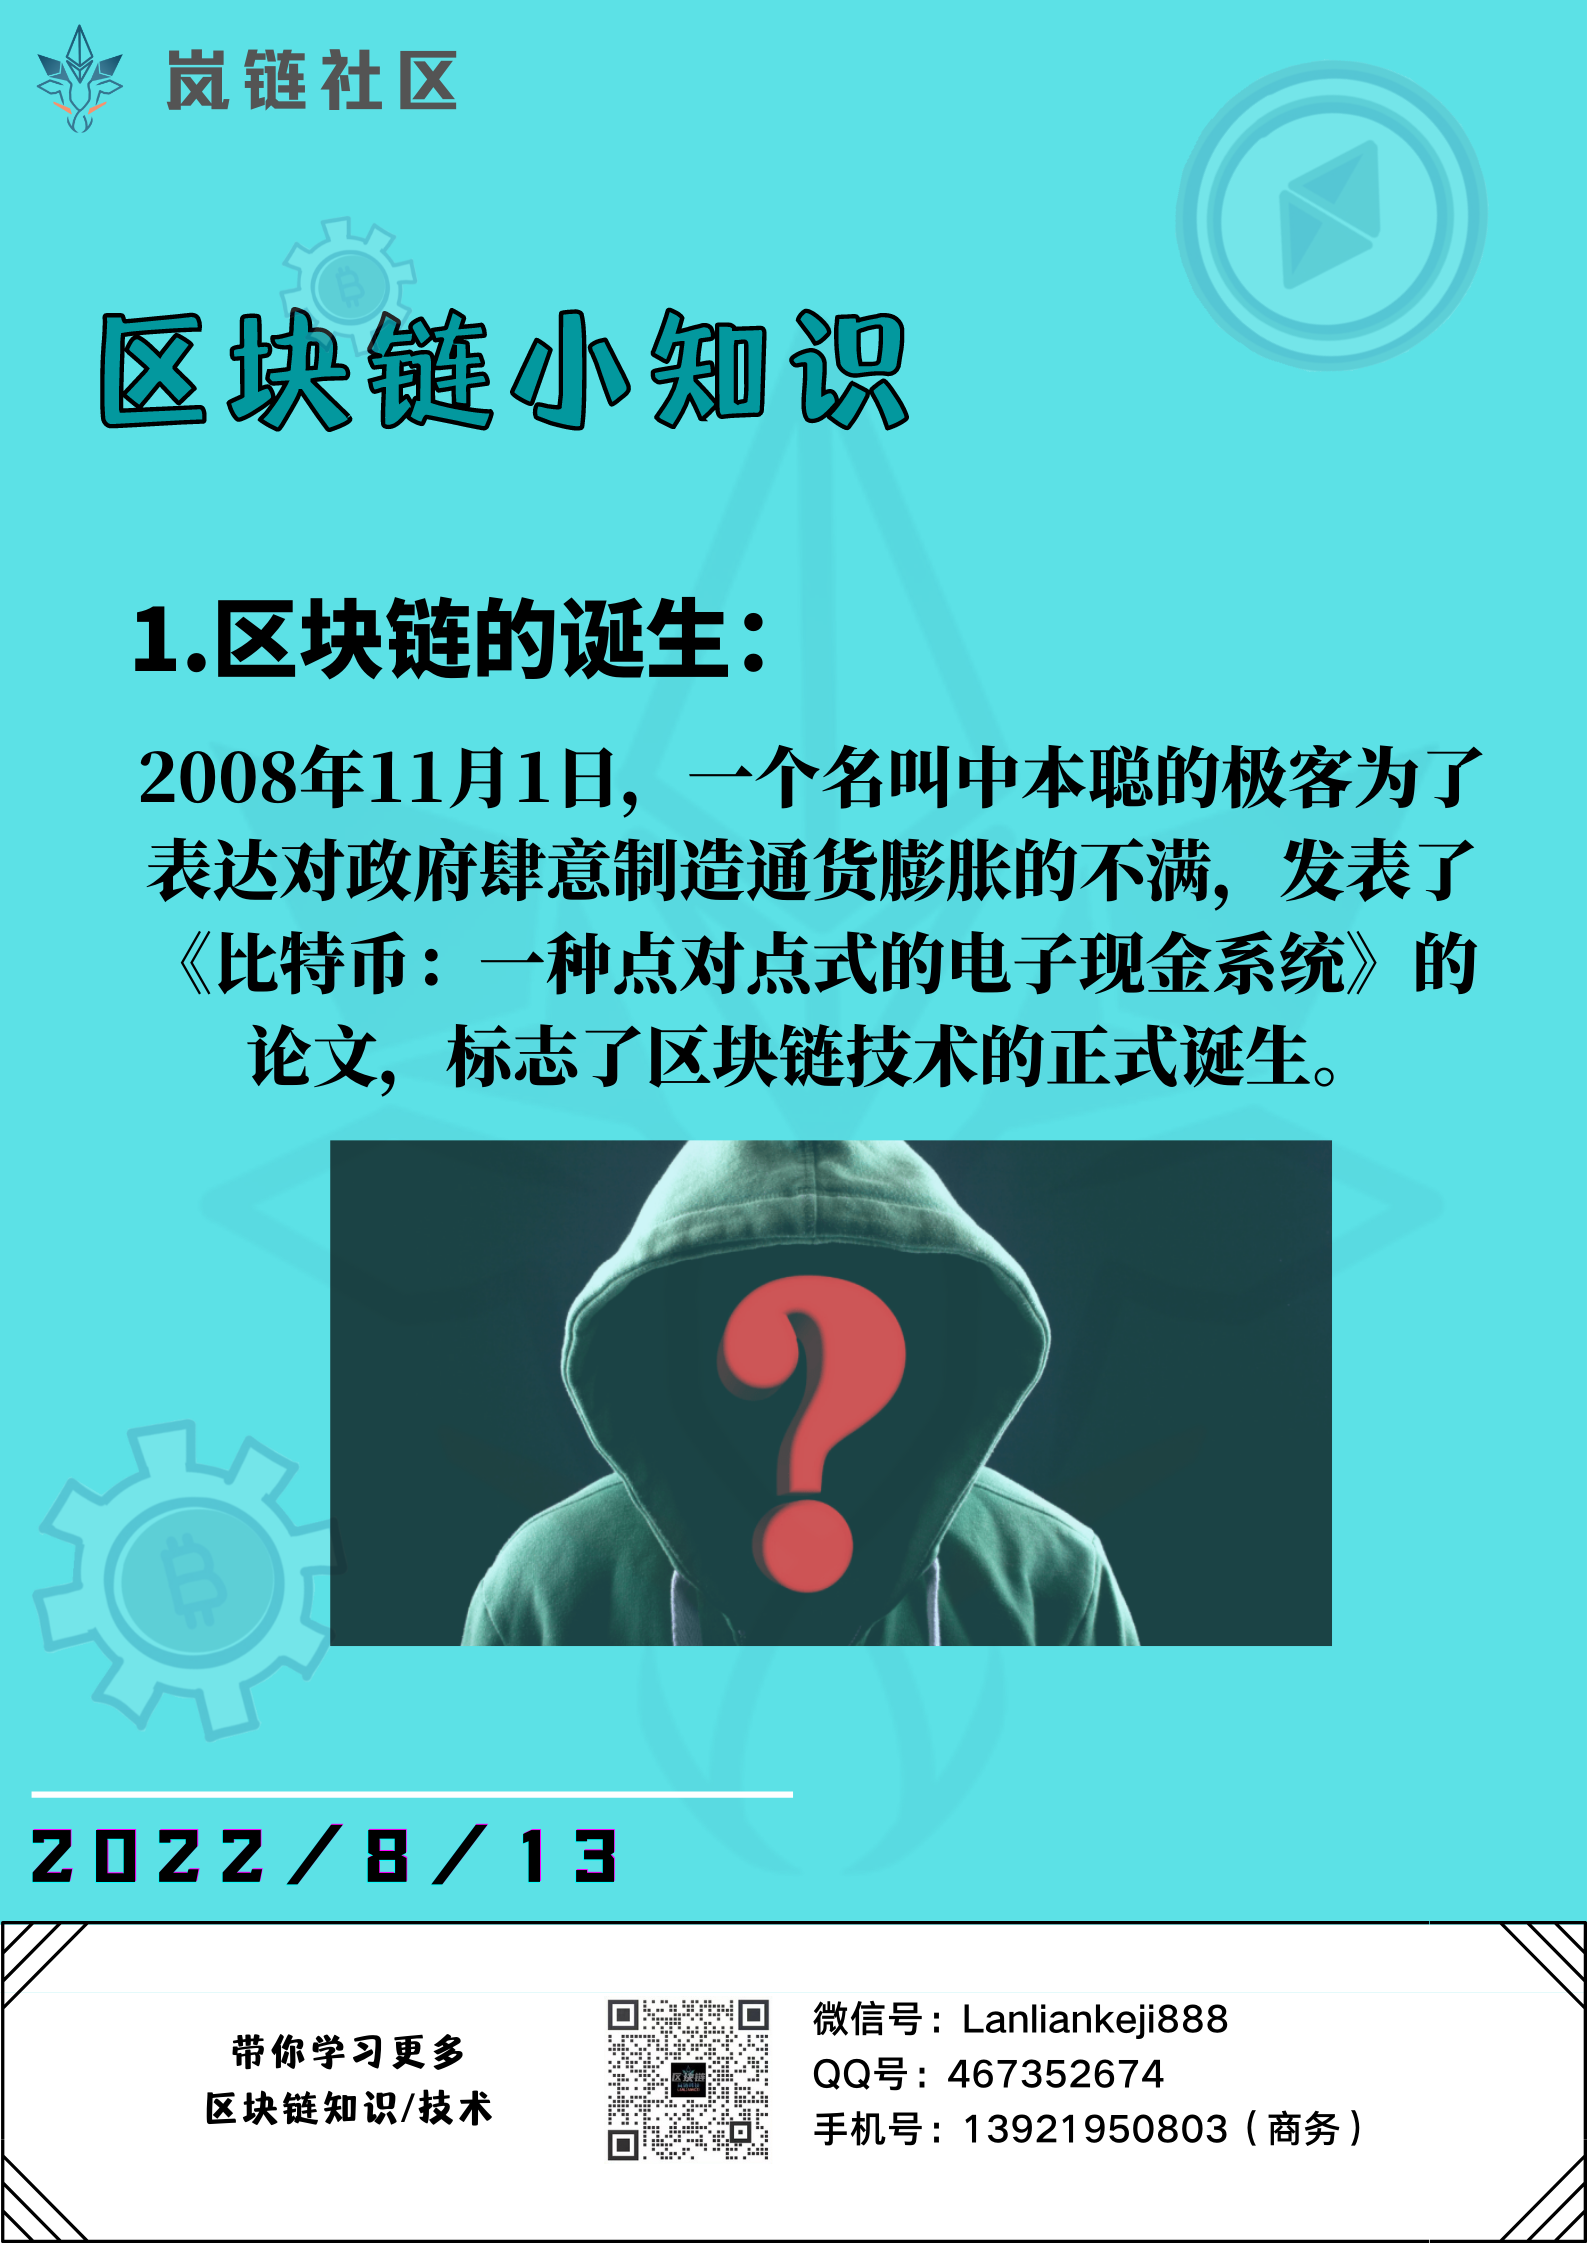 岚链社区
区块链小知识
1.区块链的诞生：
2008年11月1日，一个名叫中本聪的极客为了
表达对政府肆意制造通货膨胀的不满，发表了
《比特币：一种点对点式的电子现金系统》的
论文，标志了区块链技术的正式诞生。
?
2022/8/13
带你学习更多
区块链知识/技术
区块链
微信号：Lanliankeji888
QQ号：467352674
手机号：13921950803（商务）